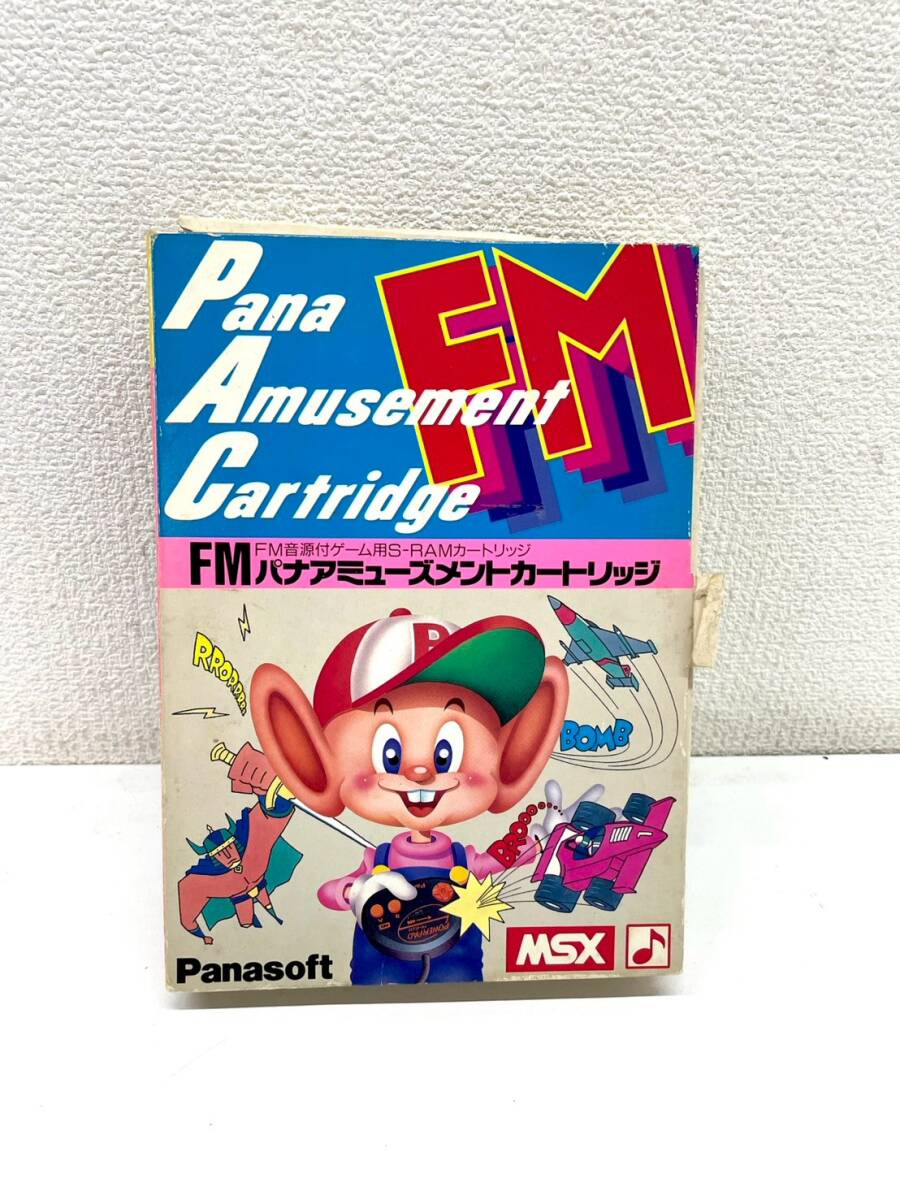 Pana
Amusement
Cartridge
FM
FM音源付ゲーム用S-RAMカートリッジ
FMパナアミューズメントカートリッジ
P
BOMB
POWERPAD
Panasoft
MSX